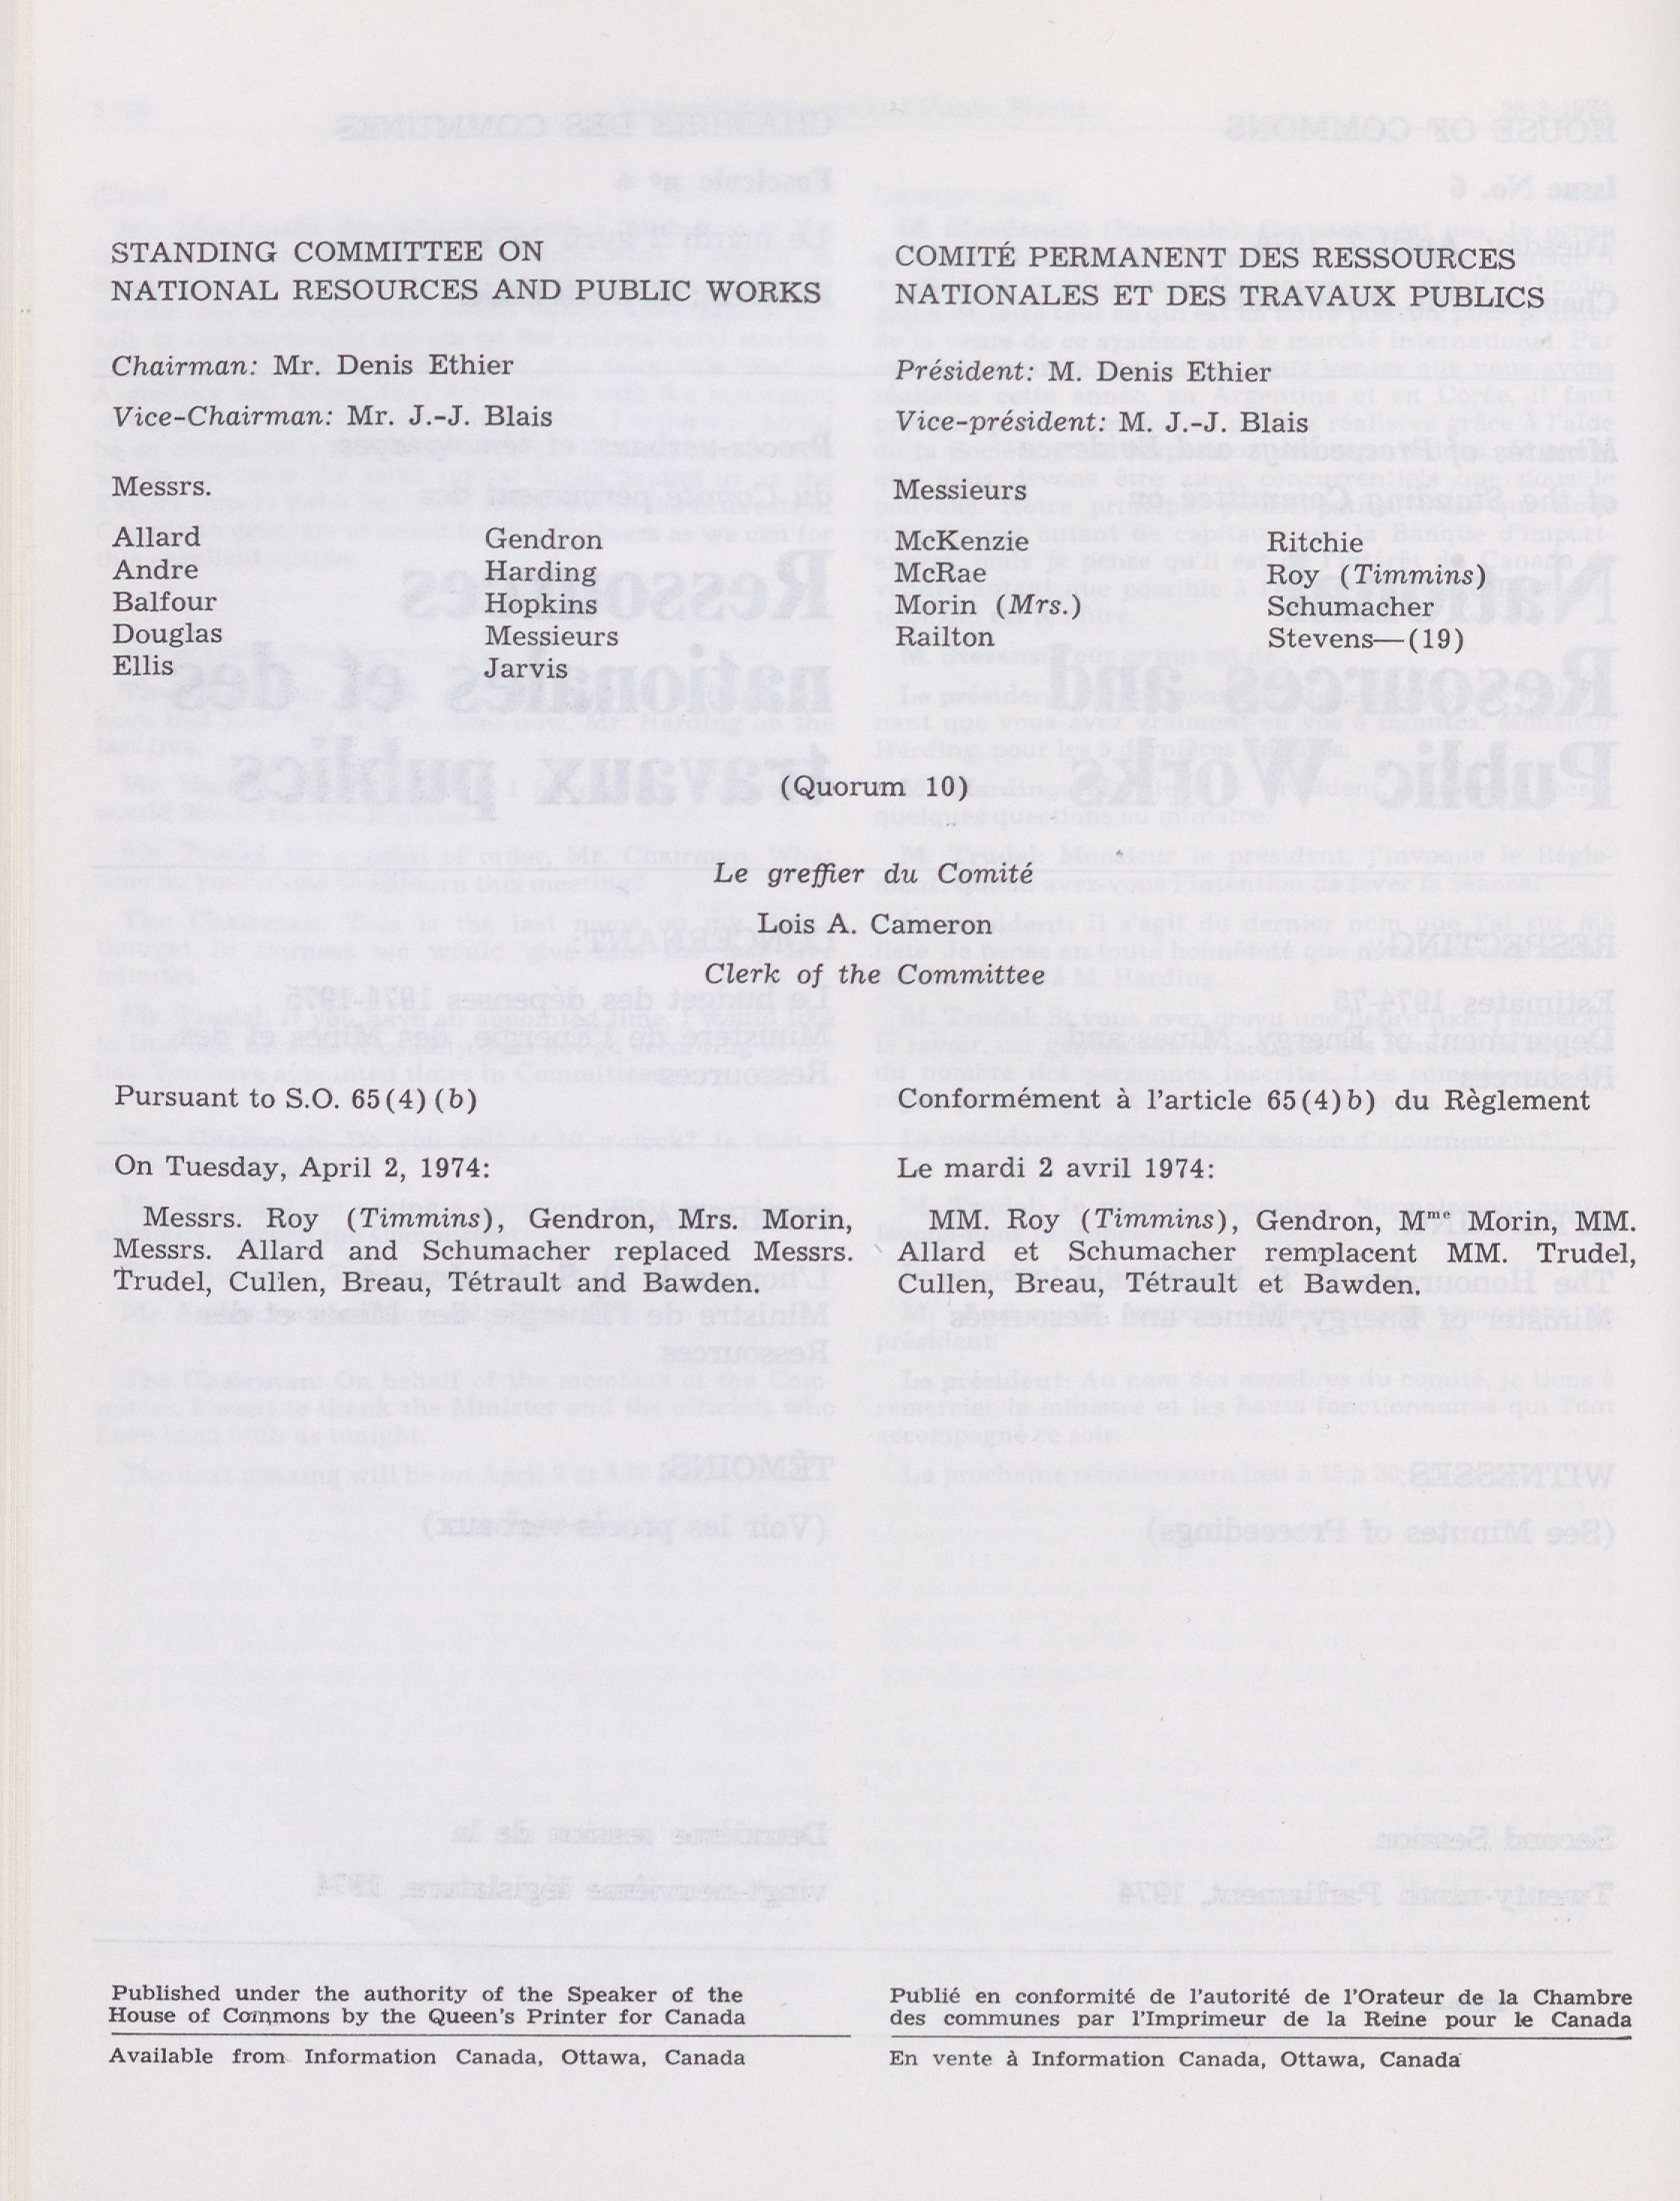 STANDING COMMITTEE ON
NATIONAL RESOURCES AND PUBLIC WORKS
Chairman: Mr. Denis Ethier
Vice-Chairman: Mr. J.-J. Blais
Messrs.
Allard
Andre
Balfour
Douglas
Ellis
Gendron
Harding
Hopkins
Messieurs
Jarvis
COMITÉ PERMANENT DES RESSOURCES
NATIONALES ET DES TRAVAUX PUBLICS
Président: M. Denis Ethier
Vice-président: M. J.-J. Blais
Messieurs
McKenzie
McRae
Morin (Mrs.)
Railton
Ritchie
Roy (Timmins)
Schumacher
Stevens—(19)
(Quorum 10)
Le greffier du Comité
Lois A. Cameron
Clerk of the Committee
Pursuant to S.O. 65(4)(b)
On Tuesday, April 2, 1974:
Messrs. Roy (Timmins), Gendron, Mrs. Morin,
Messrs. Allard and Schumacher replaced Messrs.
Trudel, Cullen, Breau, Tétrault and Bawden.
Conformément à l'article 65(4)b) du Règlement
Le mardi 2 avril 1974:
MM. Roy (Timmins), Gendron, Mme Morin, MM.
Allard et Schumacher remplacent MM. Trudel,
Cullen, Breau, Tétrault et Bawden.
Published under the authority of the Speaker of the
House of Commons by the Queen's Printer for Canada
Available from Information Canada, Ottawa, Canada
Publié en conformité de l'autorité de l'Orateur de la Chambre
des communes par l'Imprimeur de la Reine pour le Canada
En vente à Information Canada, Ottawa, Canada